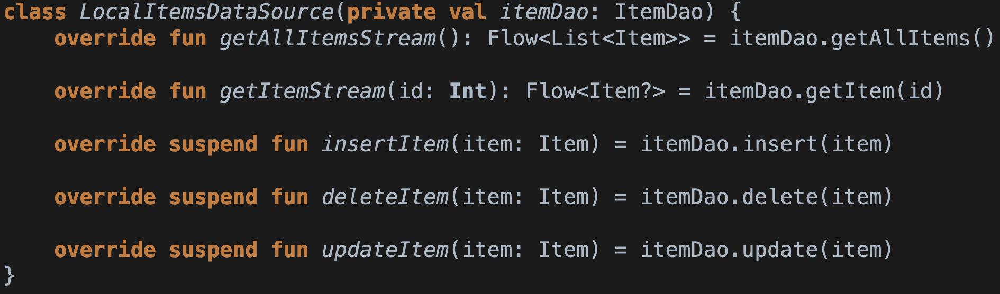 class LocalItemsDataSource(private val itemDao: ItemDao) {
    override fun getAllItemsStream(): Flow<List<Item>> = itemDao.getAllItems()
    override fun getItemStream(id: Int): Flow<Item?> = itemDao.getItem(id)
    override suspend fun insertItem(item: Item) = itemDao.insert(item)
    override suspend fun deleteItem(item: Item) = itemDao.delete(item)
    override suspend fun updateItem(item: Item) = itemDao.update(item)
}